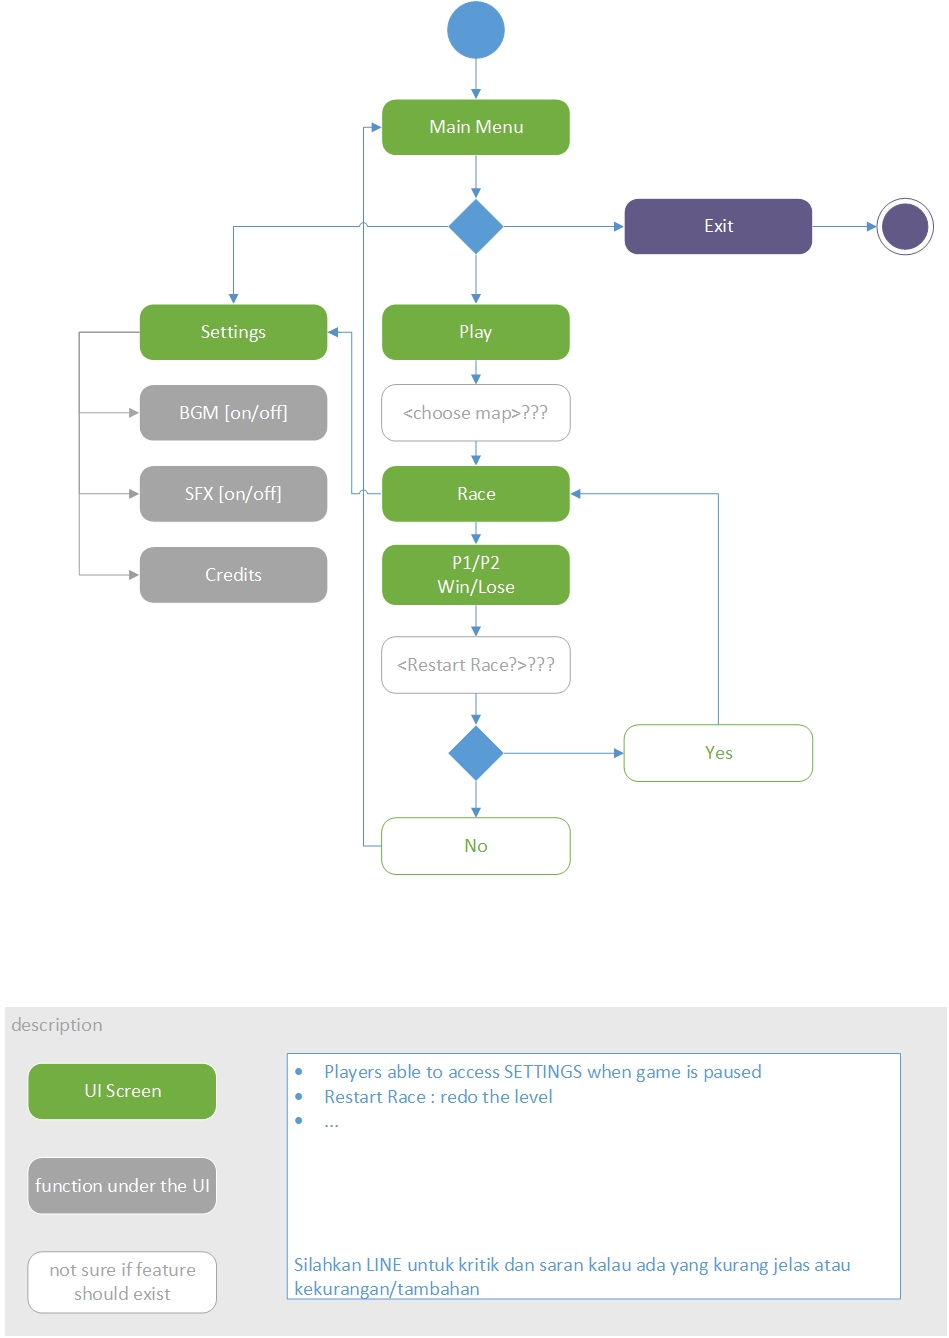 Main Menu
Exit
Settings
Play
BGM [on/off]
<choose map>???
SFX [on/off]
Race
Credits
P1/P2
Win/Lose
<Restart Race?>???
Yes
No
description
UI Screen
function under the UI
not sure if feature
should exist
• Players able to access SETTINGS when game is paused
• Restart Race : redo the level
• ...
Silahkan LINE untuk kritik dan saran kalau ada yang kurang jelas atau
kekurangan/tambahan